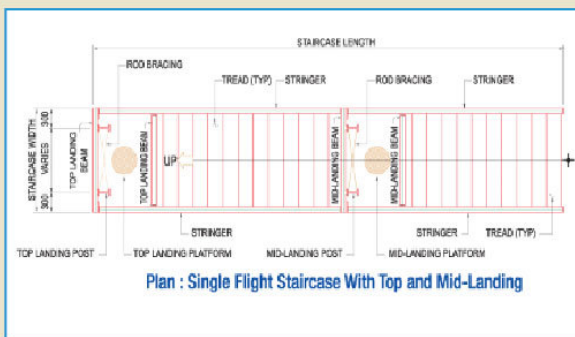 STAIRCASE LENGTH
ROD BRACING
TREAD (TYP)
STRINGER
ROD BRACING
STRINGER
STAIRCASE WIDTH
300
VARIES
300
TOP LANDING
BEAM
TOP LANDING BEAM
UP
MID-LANDING BEAM
MID-LANDING BEAM
STRINGER
STRINGER
TREAD (TYP)
TOP LANDING POST
TOP LANDING PLATFORM
MID-LANDING POST
MID-LANDING PLATFORM
Plan : Single Flight Staircase With Top and Mid-Landing